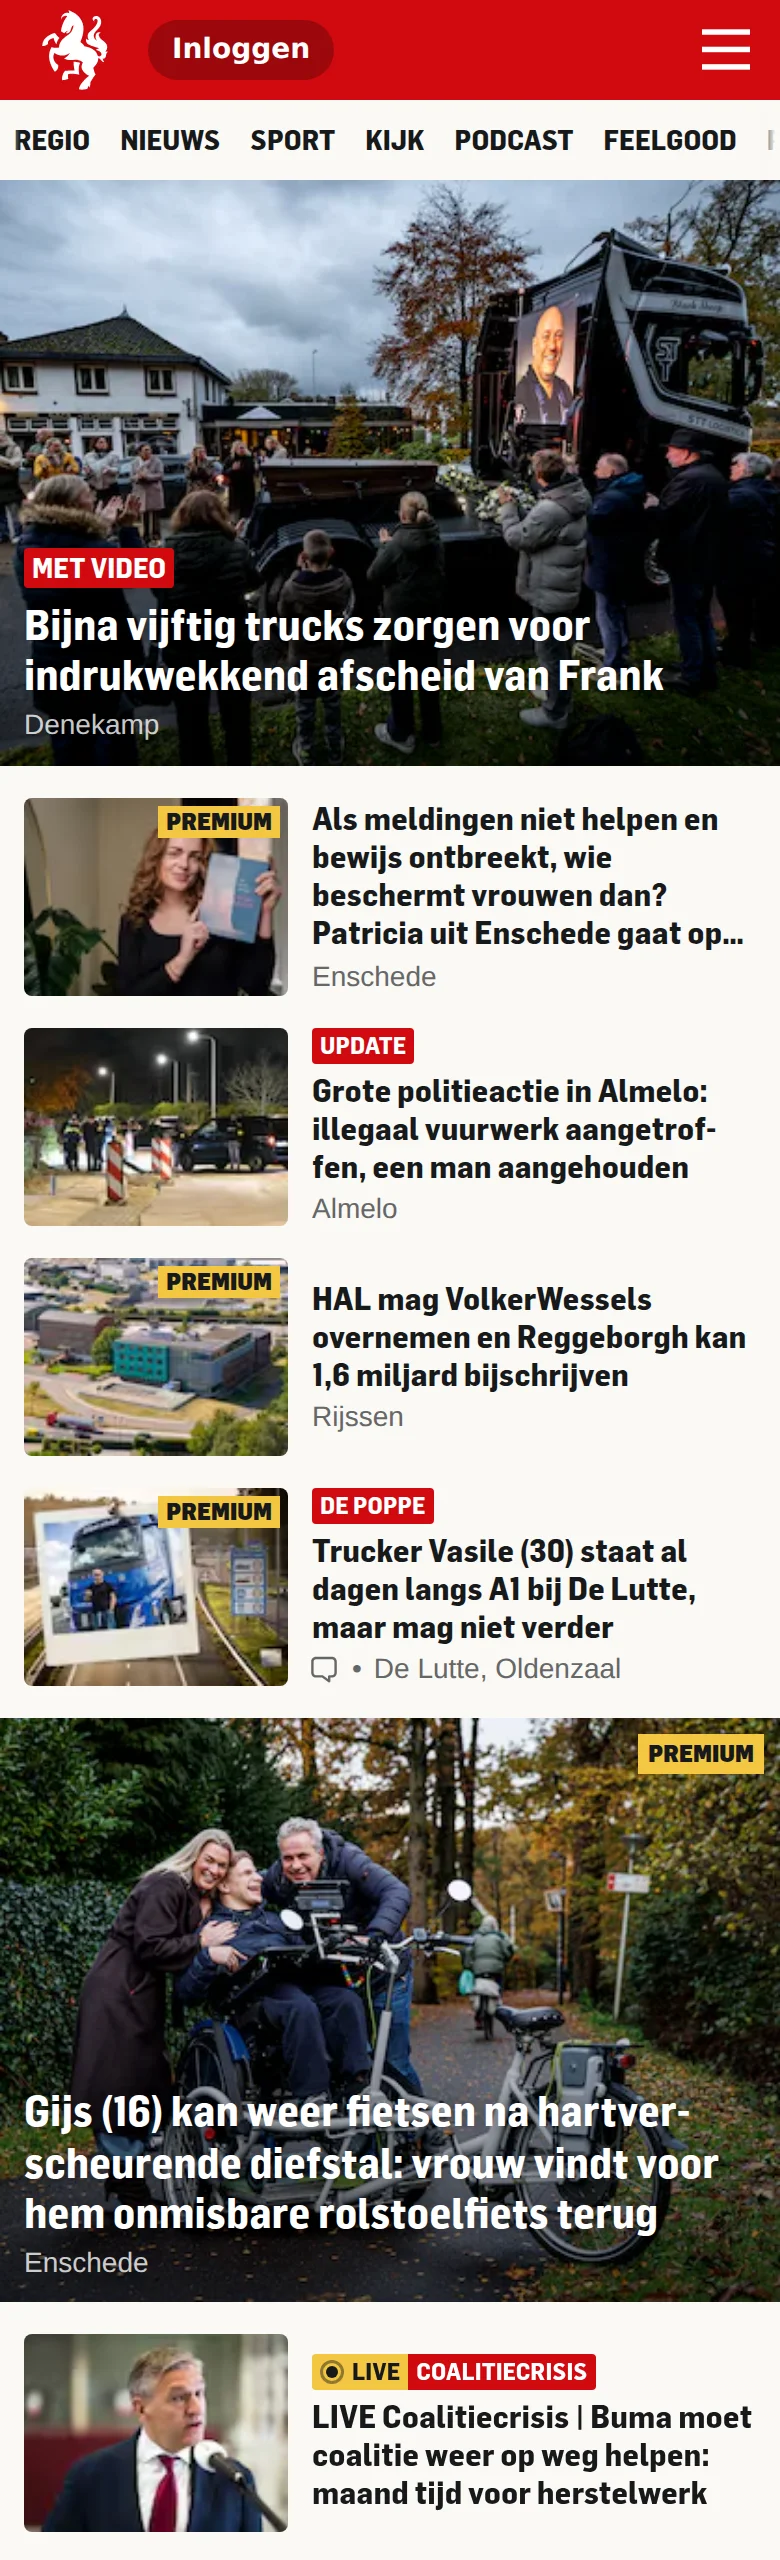 Inloggen
REGIO NIEUWS SPORT KIJK PODCAST FEELGOOD
MET VIDEO
Bijna vijftig trucks zorgen voor
indrukwekkend afscheid van Frank
Denekamp
PREMIUM
Als meldingen niet helpen en
bewijs ontbreekt, wie
beschermt vrouwen dan?
Patricia uit Enschede gaat op...
Enschede
UPDATE
Grote politieactie in Almelo:
illegaal vuurwerk aangetrof-
fen, een man aangehouden
Almelo
PREMIUM
HAL mag VolkerWessels
overnemen en Reggeborgh kan
1,6 miljard bijschrijven
Rijssen
PREMIUM
DE POPPE
Trucker Vasile (30) staat al
dagen langs A1 bij De Lutte,
maar mag niet verder
• De Lutte, Oldenzaal
PREMIUM
Gijs (16) kan weer fietsen na hartver-
scheurende diefstal: vrouw vindt voor
hem onmisbare rolstoelfiets terug
Enschede
LIVE COALITIECRISIS
LIVE Coalitiecrisis | Buma moet
coalitie weer op weg helpen:
maand tijd voor herstelwerk